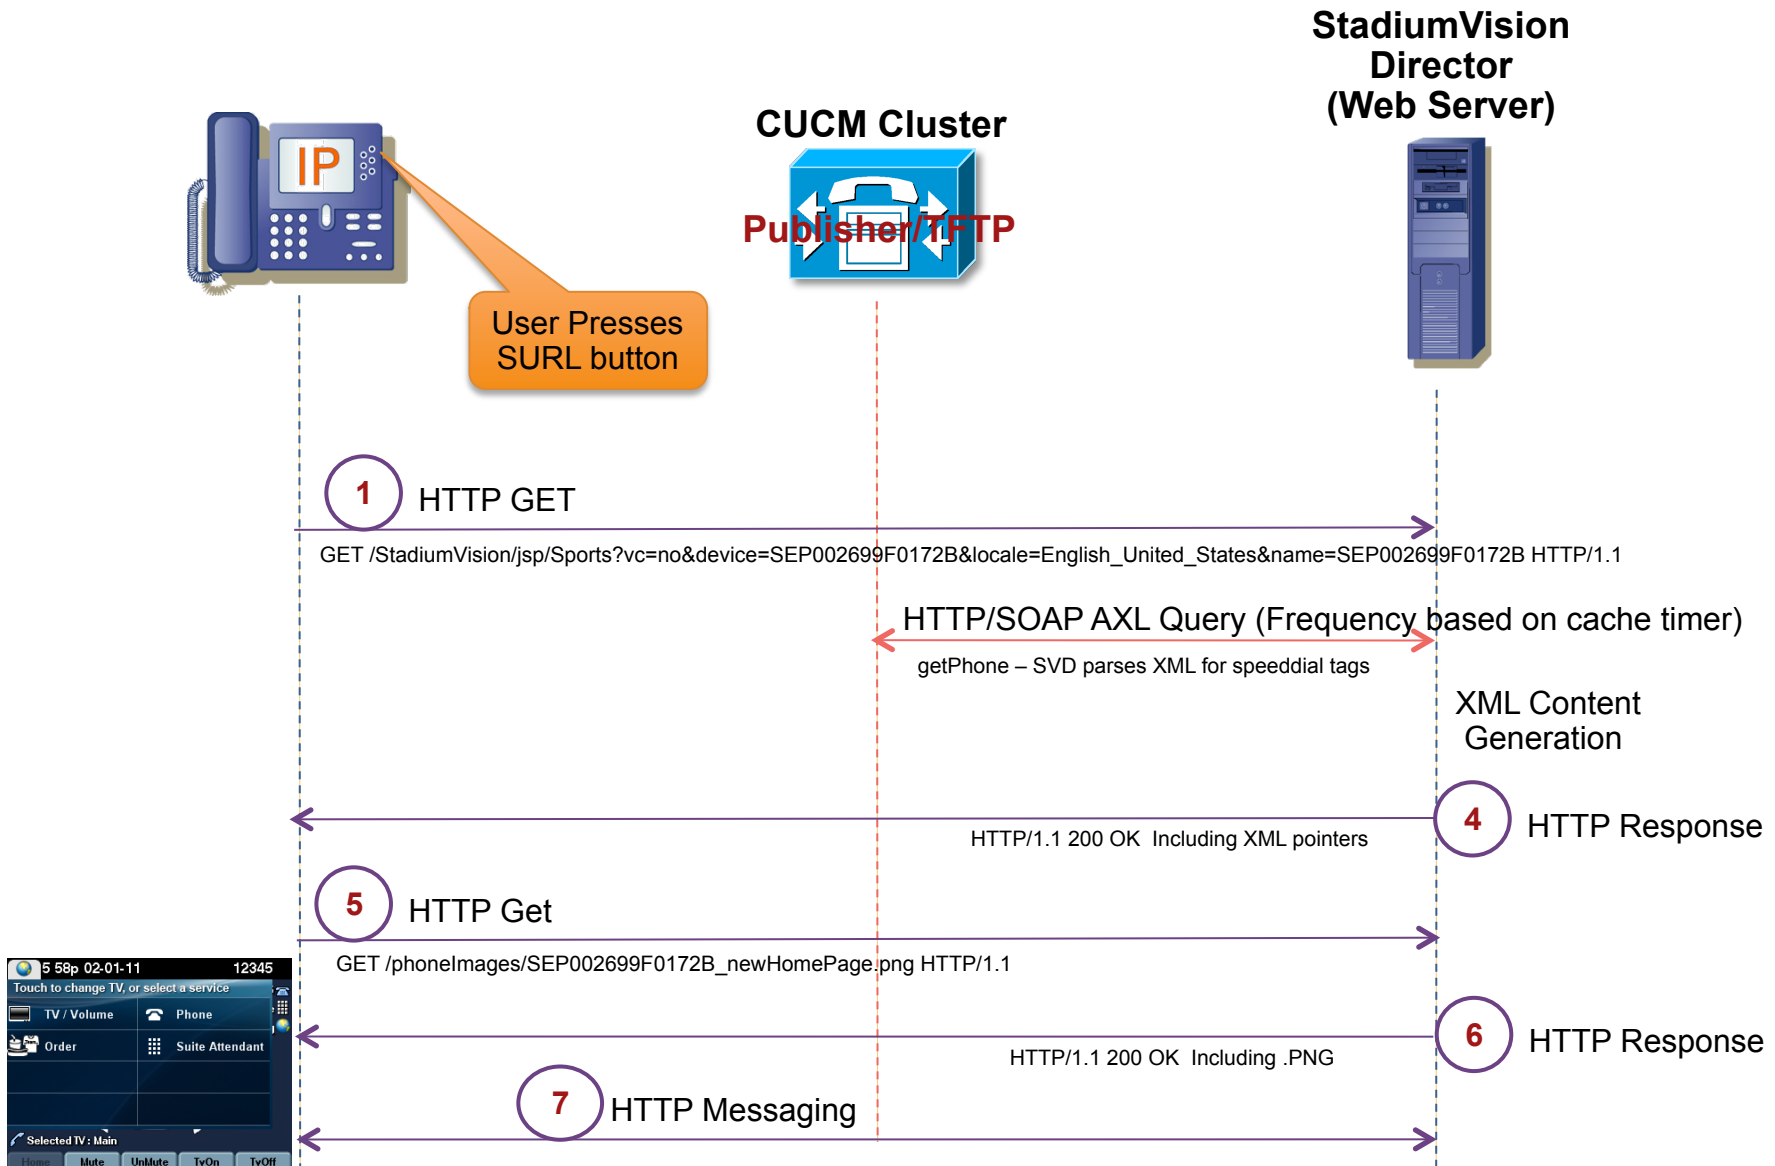 StadiumVision
Director
(Web Server)
CUCM Cluster
IP
Publisher/TFTP
User Presses
SURL button
1
HTTP GET
GET /StadiumVision/jsp/Sports?vc=no&device=SEP002699F0172B&locale=English_United_States&name=SEP002699F0172B HTTP/1.1
HTTP/SOAP AXL Query (Frequency based on cache timer)
getPhone – SVD parses XML for speeddial tags
XML Content
Generation
4
HTTP Response
HTTP/1.1 200 OK  Including XML pointers
5
HTTP Get
GET /phoneImages/SEP002699F0172B_newHomePage.png HTTP/1.1
5 58p 02-01-11 12345
Touch to change TV, or select a service
TV / Volume Phone
Order Suite Attendant
6
HTTP Response
HTTP/1.1 200 OK  Including .PNG
7
HTTP Messaging
Selected TV : Main
Home Mute UnMute TvOn TvOff